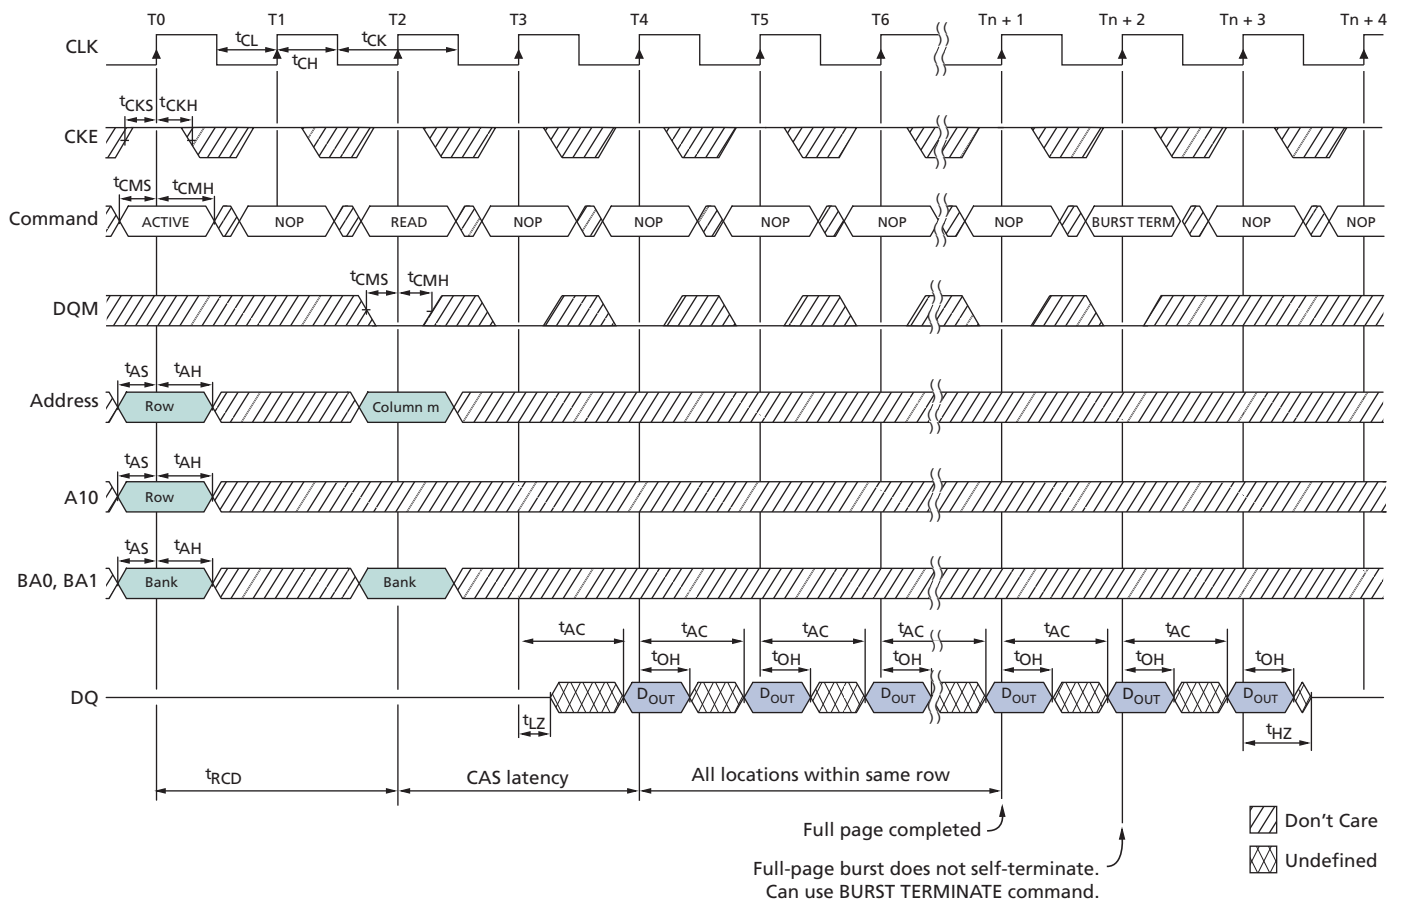 T0 T1 T2 T3 T4 T5 T6 Tn + 1 Tn + 2 Tn + 3 Tn + 4
CLK
tCL tCK
tCH
tCKS tCKH
CKE
tCMS tCMH
Command ACTIVE NOP READ NOP NOP NOP NOP NOP BURST TERM NOP NOP
tCMS tCMH
DQM
tAS tAH
Address Row Column m
tAS tAH
A10 Row
tAS tAH
BA0, BA1 Bank Bank
tAC tAC tAC tAC tAC tAC
tOH tOH tOH tOH tOH tOH
DQ DOUT DOUT DOUT DOUT DOUT DOUT
tLZ tHZ
tRCD CAS latency All locations within same row
Full page completed
Don't Care
Full-page burst does not self-terminate.
Can use BURST TERMINATE command.
Undefined